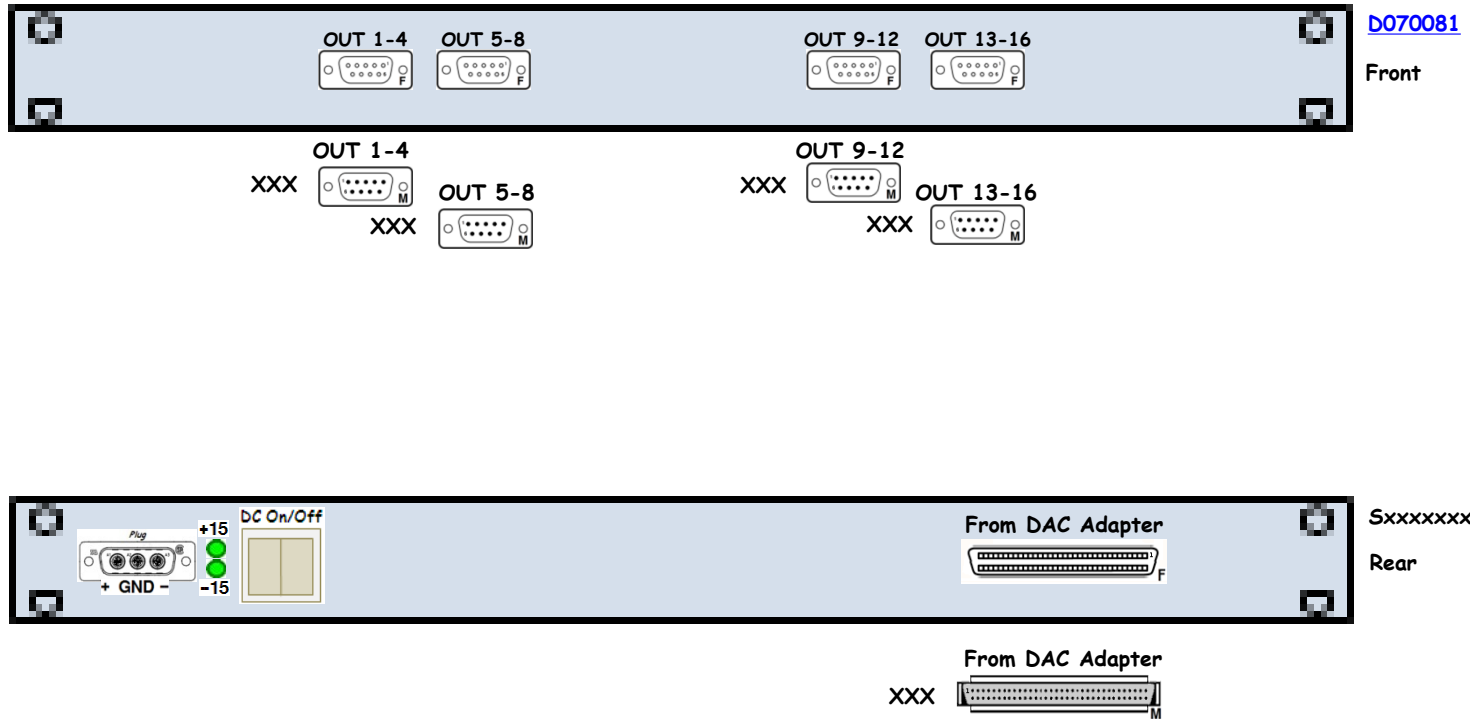 D070081
OUT 1-4 OUT 5-8 OUT 9-12 OUT 13-16
F F F F
Front
OUT 1-4 OUT 9-12
XXX M OUT 5-8 XXX M OUT 13-16
XXX M XXX M
DC On/Off
Plug +15 From DAC Adapter Sxxxxxxx
1
F
Rear
+ GND - -15
From DAC Adapter
XXX 1
M